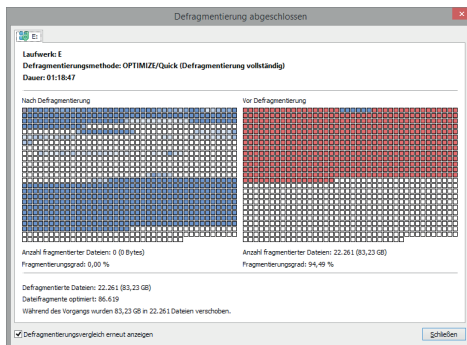 Defragmentierung abgeschlossen
E:
Laufwerk: E
Defragmentierungsmethode: OPTIMIZE/Quick (Defragmentierung vollständig)
Dauer: 01:18:47
Nach Defragmentierung
Vor Defragmentierung
Anzahl fragmentierter Dateien: 0 (0 Bytes)
Anzahl fragmentierter Dateien: 22.261 (83,23 GB)
Fragmentierungsgrad: 0,00 %
Fragmentierungsgrad: 94,49 %
Defragmentierte Dateien: 22.261 (83,23 GB)
Dateifragmente optimiert: 86.619
Während des Vorgangs wurden 83,23 GB in 22.261 Dateien verschoben.
Defragmentierungsvergleich erneut anzeigen
Schließen